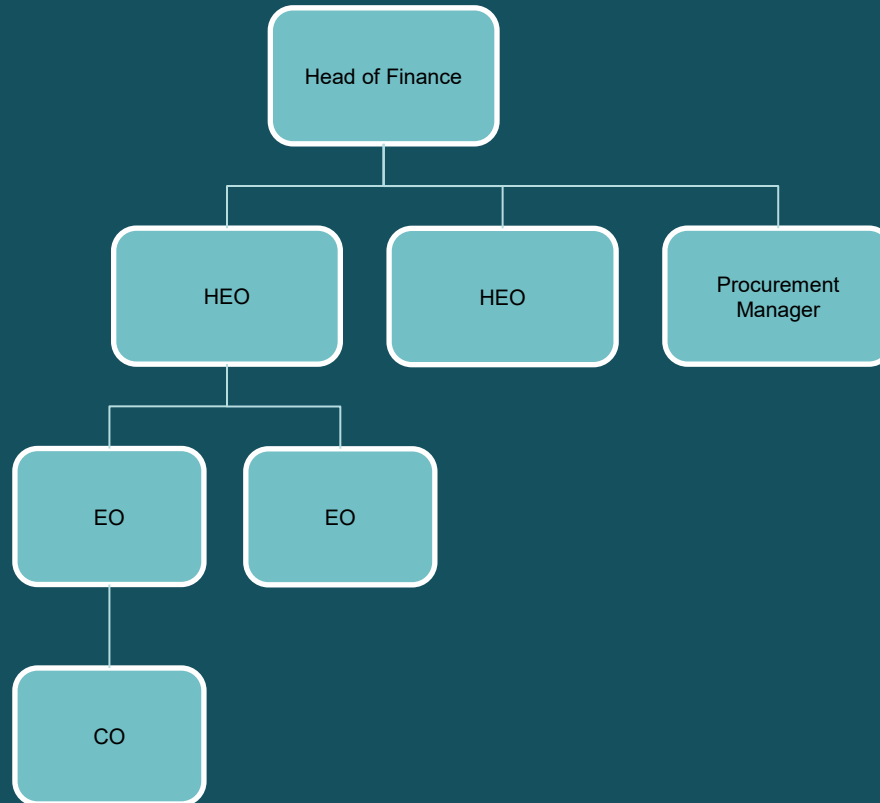 Head of Finance
HEO
HEO
Procurement
Manager
EO
EO
CO